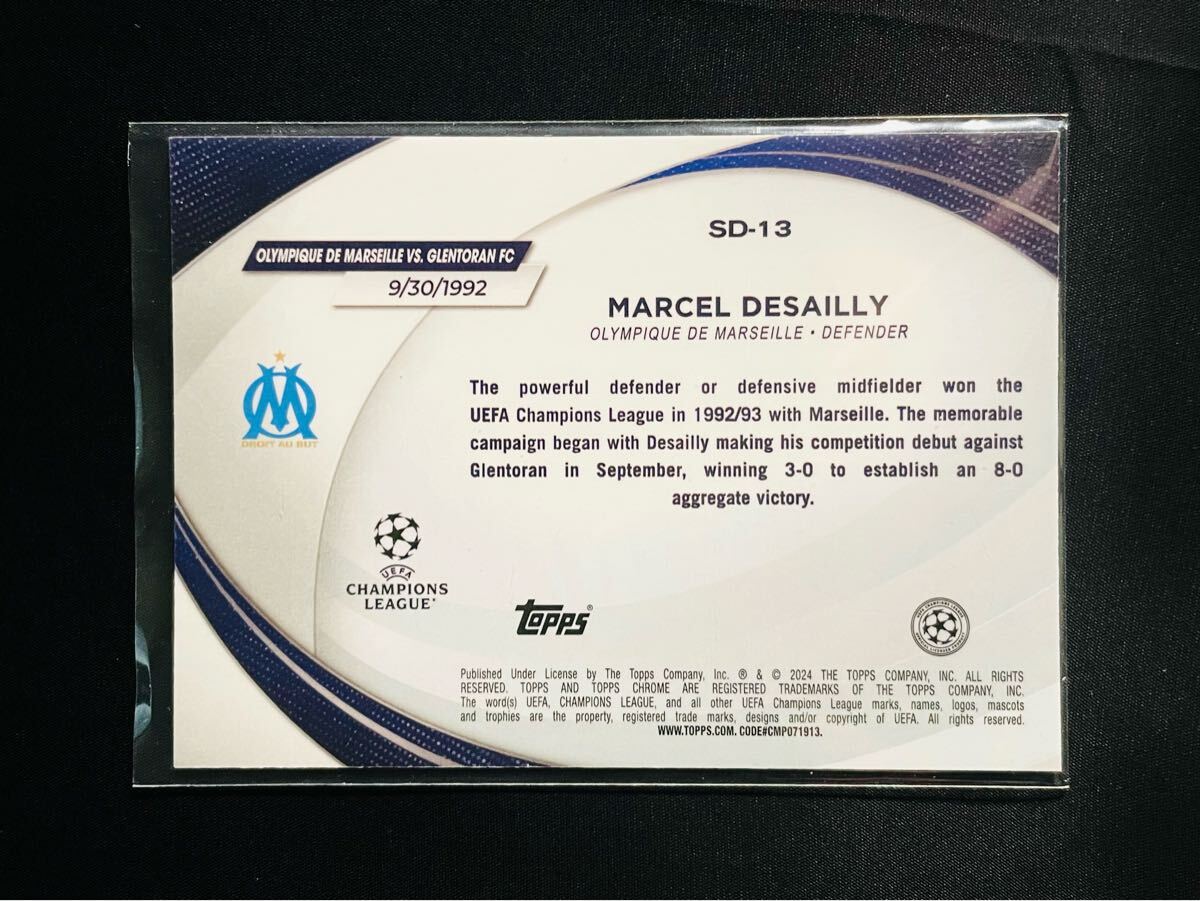 SD-13
OLYMPIQUE DE MARSEILLE VS. GLENTORAN FC
9/30/1992
MARCEL DESAILLY
OLYMPIQUE DE MARSEILLE • DEFENDER
DROIT AU BUT
The powerful defender or defensive midfielder won the
UEFA Champions League in 1992/93 with Marseille. The memorable
campaign began with Desailly making his competition debut against
Glentoran in September, winning 3-0 to establish an 8-0
aggregate victory.
UEFA
CHAMPIONS
LEAGUE
topps®
Published Under License by The Topps Company, Inc. ® & © 2024 THE TOPPS COMPANY, INC. ALL RIGHTS
RESERVED. TOPPS AND TOPPS CHROME ARE REGISTERED TRADEMARKS OF THE TOPPS COMPANY, INC.
The word(s) UEFA, CHAMPIONS LEAGUE, and all other UEFA Champions League marks, names, logos, mascots
and trophies are the property, registered trade marks, designs and/or copyright of UEFA. All rights reserved.
WWW.TOPPS.COM. CODE#CMP071913.